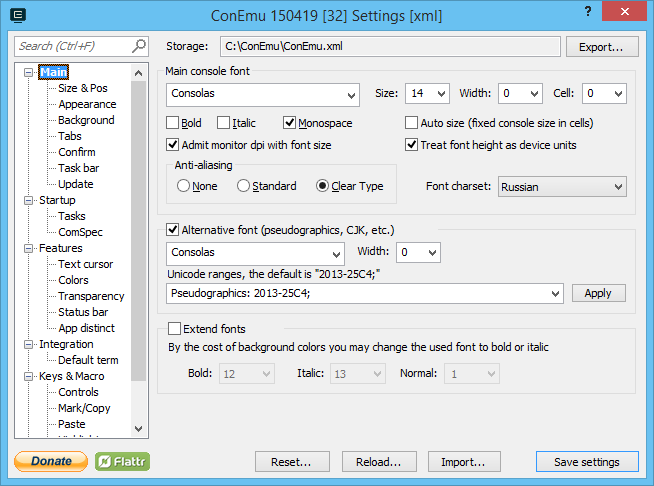 ConEmu 150419 [32] Settings [xml]
?
Search (Ctrl+F)
Storage: C:\ConEmu\ConEmu.xml Export...
Main
Size & Pos
Appearance
Background
Tabs
Confirm
Task bar
Update
Startup
Tasks
ComSpec
Features
Text cursor
Colors
Transparency
Status bar
App distinct
Integration
Default term
Keys & Macro
Controls
Mark/Copy
Paste
Main console font
Consolas Size: 14 Width: 0 Cell: 0
Bold Italic Monospace Auto size (fixed console size in cells)
Admit monitor dpi with font size Treat font height as device units
Anti-aliasing
None Standard Clear Type Font charset: Russian
Alternative font (pseudographics, CJK, etc.)
Consolas Width: 0
Unicode ranges, the default is "2013-25C4;"
Pseudographics: 2013-25C4; Apply
Extend fonts
By the cost of background colors you may change the used font to bold or italic
Bold: 12 Italic: 13 Normal: 1
Donate Flattr Reset... Reload... Import... Save settings